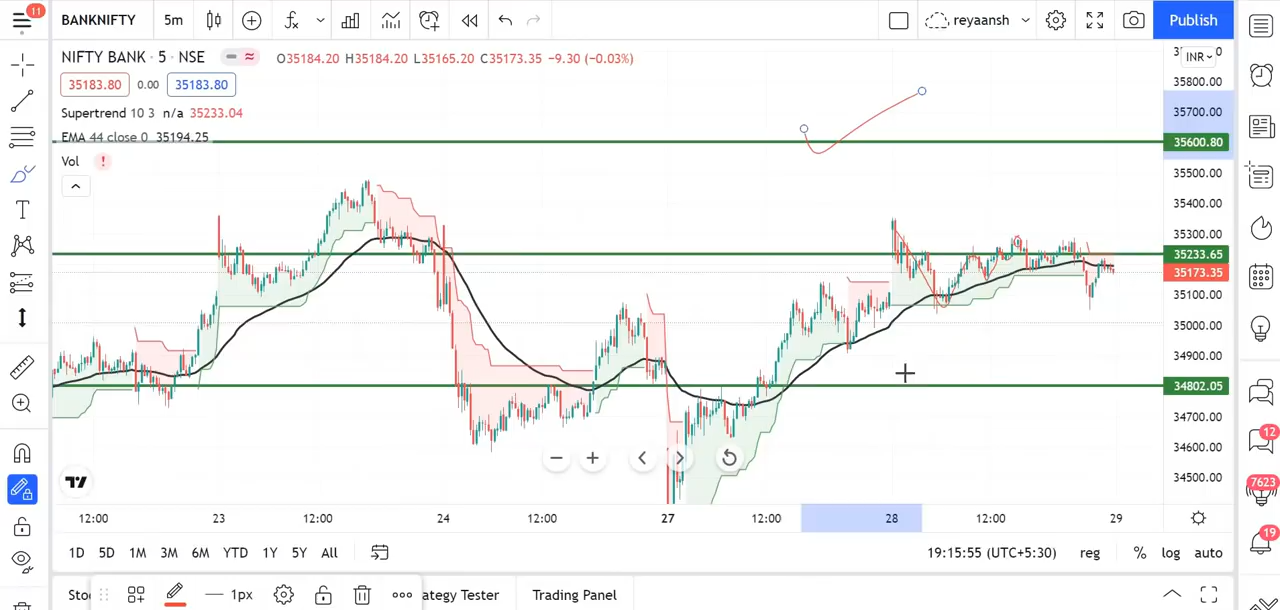 11
BANKNIFTY 5m reyaansh Publish
NIFTY BANK · 5 · NSE O35184.20 H35184.20 L35165.20 C35173.35 −9.30 (−0.03%)
INR
35183.80 0.00 35183.80
35800.00
Supertrend 10 3 n/a 35233.04
35700.00
EMA 44 close 0 35194.25
35600.80
Vol !
35500.00
35400.00
35300.00
35233.65
35173.35
35100.00
35000.00
34900.00
34802.05
34700.00
34600.00
34500.00
12
7623
19
12:00 23 12:00 24 12:00 27 12:00 28 12:00 29
1D 5D 1M 3M 6M YTD 1Y 5Y All 19:15:55 (UTC+5:30) reg % log auto
Sto 1px ategy Tester Trading Panel